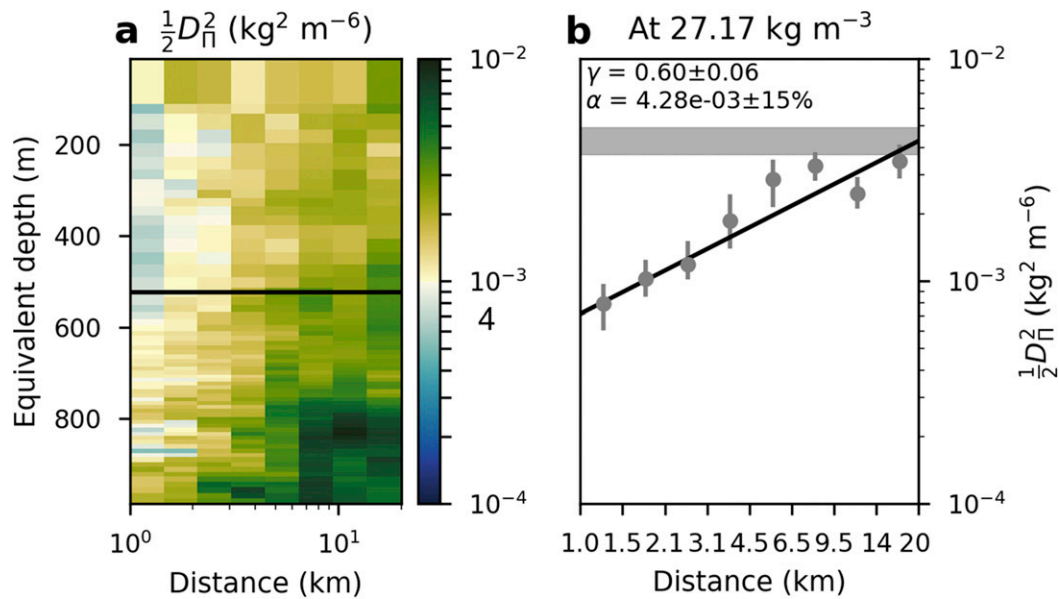 a ½D²_Π (kg² m⁻⁶)
b At 27.17 kg m⁻³
γ = 0.60±0.06
α = 4.28e-03±15%
Equivalent depth (m)
200
400
600
800
10⁰
10¹
Distance (km)
10⁻²
10⁻³
4
10⁻⁴
1.0 1.5 2.1 3.1 4.5 6.5 9.5 14 20
Distance (km)
10⁻²
10⁻³
10⁻⁴
½D²_Π (kg² m⁻⁶)